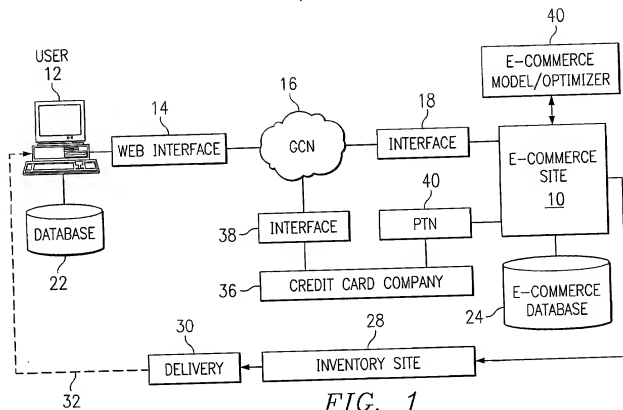 USER
12
14
WEB INTERFACE
16
GCN
18
INTERFACE
40
E-COMMERCE
MODEL/OPTIMIZER
E-COMMERCE
SITE
10
DATABASE
22
38
INTERFACE
40
PTN
36
CREDIT CARD COMPANY
24
E-COMMERCE
DATABASE
30
DELIVERY
28
INVENTORY SITE
32
FIG. 1